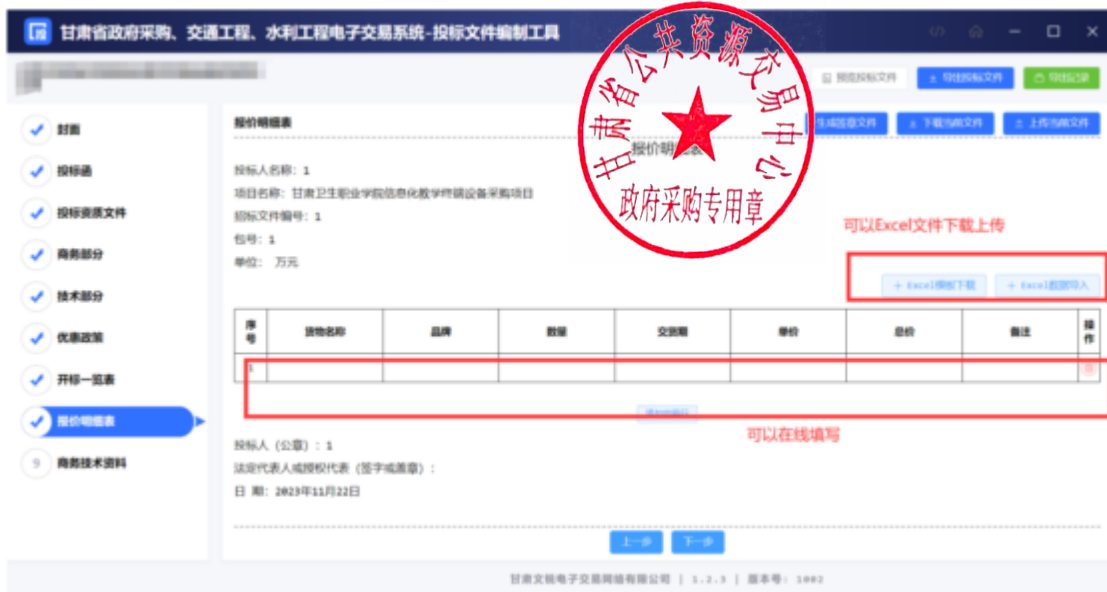 甘肃省政府采购、交通工程、水利工程电子交易系统-投标文件编制工具
预览投标文件
导出投标文件
导出记录
封面
投标函
投标资质文件
商务部分
技术部分
优惠政策
开标一览表
报价明细表
9 商务技术资料
报价明细表
生成签章文件
下载当前文件
上传当前文件
报价明细表
投标人名称：1
项目名称：甘肃卫生职业学院信息化教学终端设备采购项目
招标文件编号：1
包号：1
单位： 万元
甘肃省公共资源交易中心
政府采购专用章
可以Excel文件下载上传
+ Excel模板下载
+ Excel数据导入
序号 货物名称 品牌 数量 交货期 单价 总价 备注 操作
1
可以在线填写
投标人（公章）：1
法定代表人或授权代表（签字或盖章）：
日 期：2023年11月22日
上一步
下一步
甘肃文锐电子交易网络有限公司 | 1.2.3 | 版本号：1002